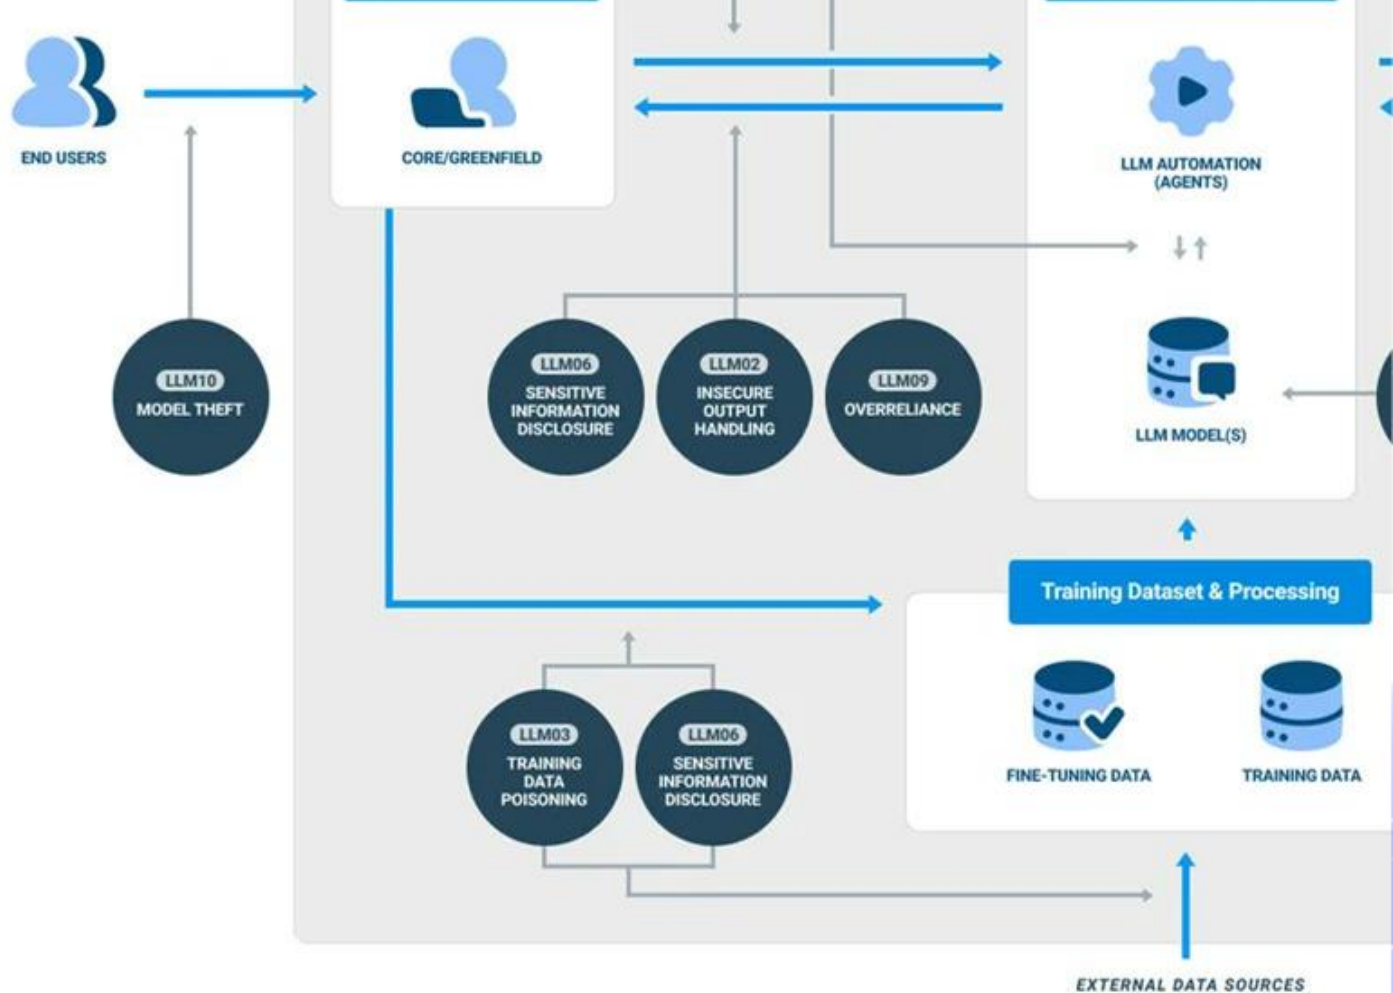 END USERS
CORE/GREENFIELD
LLM AUTOMATION
(AGENTS)
LLM10
MODEL THEFT
LLM06
SENSITIVE
INFORMATION
DISCLOSURE
LLM02
INSECURE
OUTPUT
HANDLING
LLM09
OVERRELIANCE
LLM MODEL(S)
Training Dataset & Processing
LLM03
TRAINING
DATA
POISONING
LLM06
SENSITIVE
INFORMATION
DISCLOSURE
FINE-TUNING DATA
TRAINING DATA
EXTERNAL DATA SOURCES